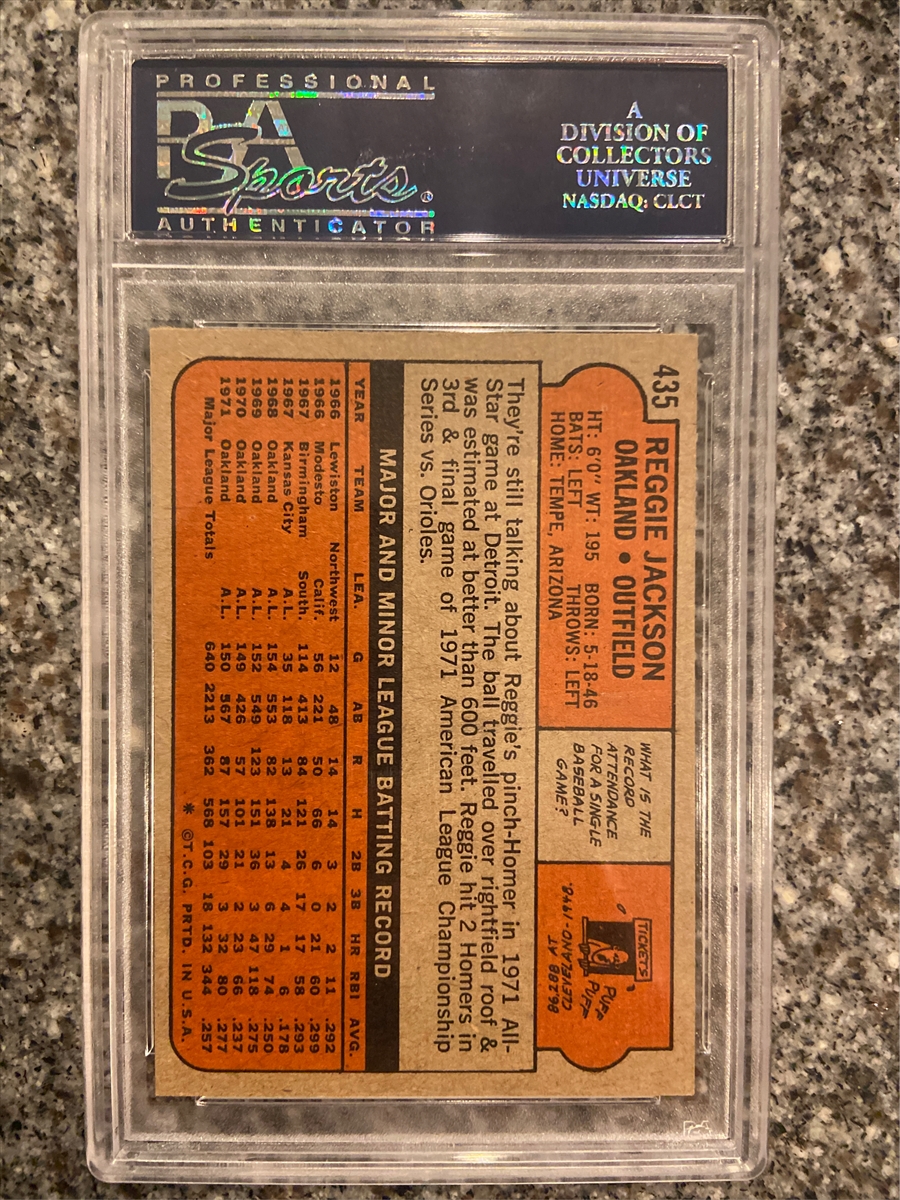 PROFESSIONAL
PSA
Sports®
AUTHENTICATOR
A
DIVISION OF
COLLECTORS
UNIVERSE
NASDAQ: CLCT
435
REGGIE JACKSON
OAKLAND • OUTFIELD
HT: 6'0" WT: 195 BORN: 5-18-46
BATS: LEFT THROWS: LEFT
HOME: TEMPE, ARIZONA
WHAT IS THE
RECORD
ATTENDANCE
FOR A SINGLE
BASEBALL
GAME?
TICKETS
PUFF
PUFF
86,288 AT
CLEVELAND-1948.
They're still talking about Reggie's pinch-Homer in 1971 All-
Star game at Detroit. The ball travelled over rightfield roof &
was estimated at better than 600 feet. Reggie hit 2 Homers in
3rd & final game of 1971 American League Championship
Series vs. Orioles.
MAJOR AND MINOR LEAGUE BATTING RECORD
YEAR TEAM LEA. G AB R H 2B 3B HR RBI AVG.
1966 Lewiston Northwest 12 48 14 14 3 2 2 11 .292
1966 Modesto Calif. 56 221 50 66 6 0 21 60 .299
1967 Birmingham South. 114 413 84 121 26 17 17 58 .293
1967 Kansas City A.L. 35 118 13 21 4 4 1 6 .178
1968 Oakland A.L. 154 553 82 138 13 6 29 74 .250
1969 Oakland A.L. 152 549 123 151 36 3 47 118 .275
1970 Oakland A.L. 149 426 57 101 21 2 23 66 .237
1971 Oakland A.L. 150 567 87 157 29 3 32 80 .277
Major League Totals 640 2213 362 568 103 18 132 344 .257
* ©T.C.G. PRTD. IN U.S.A.